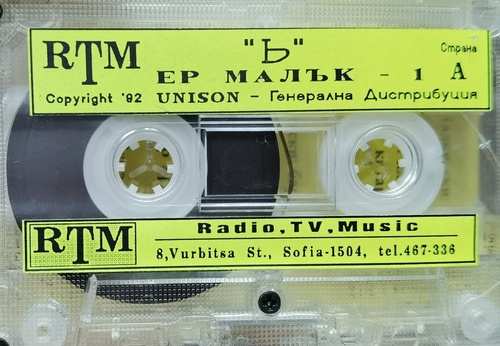 RTM
"Ь"
ЕР МАЛЪК - 1
Страна
A
Copyright '92 UNISON - Генерална Дистрибуция
RTM
Radio,TV,Music
8,Vurbitsa St., Sofia-1504, tel.467-336